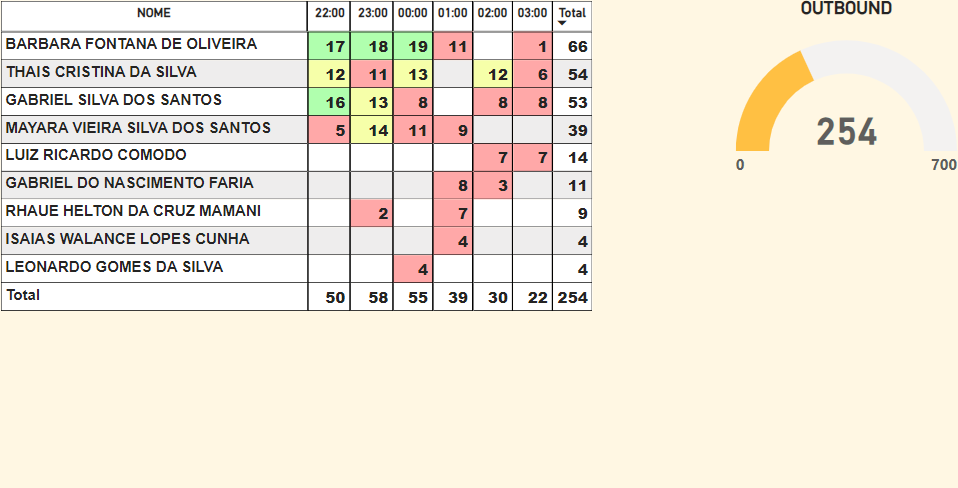 NOME 22:00 23:00 00:00 01:00 02:00 03:00 Total
BARBARA FONTANA DE OLIVEIRA 17 18 19 11 1 66
THAIS CRISTINA DA SILVA 12 11 13 12 6 54
GABRIEL SILVA DOS SANTOS 16 13 8 8 8 53
MAYARA VIEIRA SILVA DOS SANTOS 5 14 11 9 39
LUIZ RICARDO COMODO 7 7 14
GABRIEL DO NASCIMENTO FARIA 8 3 11
RHAUE HELTON DA CRUZ MAMANI 2 7 9
ISAIAS WALANCE LOPES CUNHA 4 4
LEONARDO GOMES DA SILVA 4 4
Total 50 58 55 39 30 22 254
OUTBOUND
254
0 700